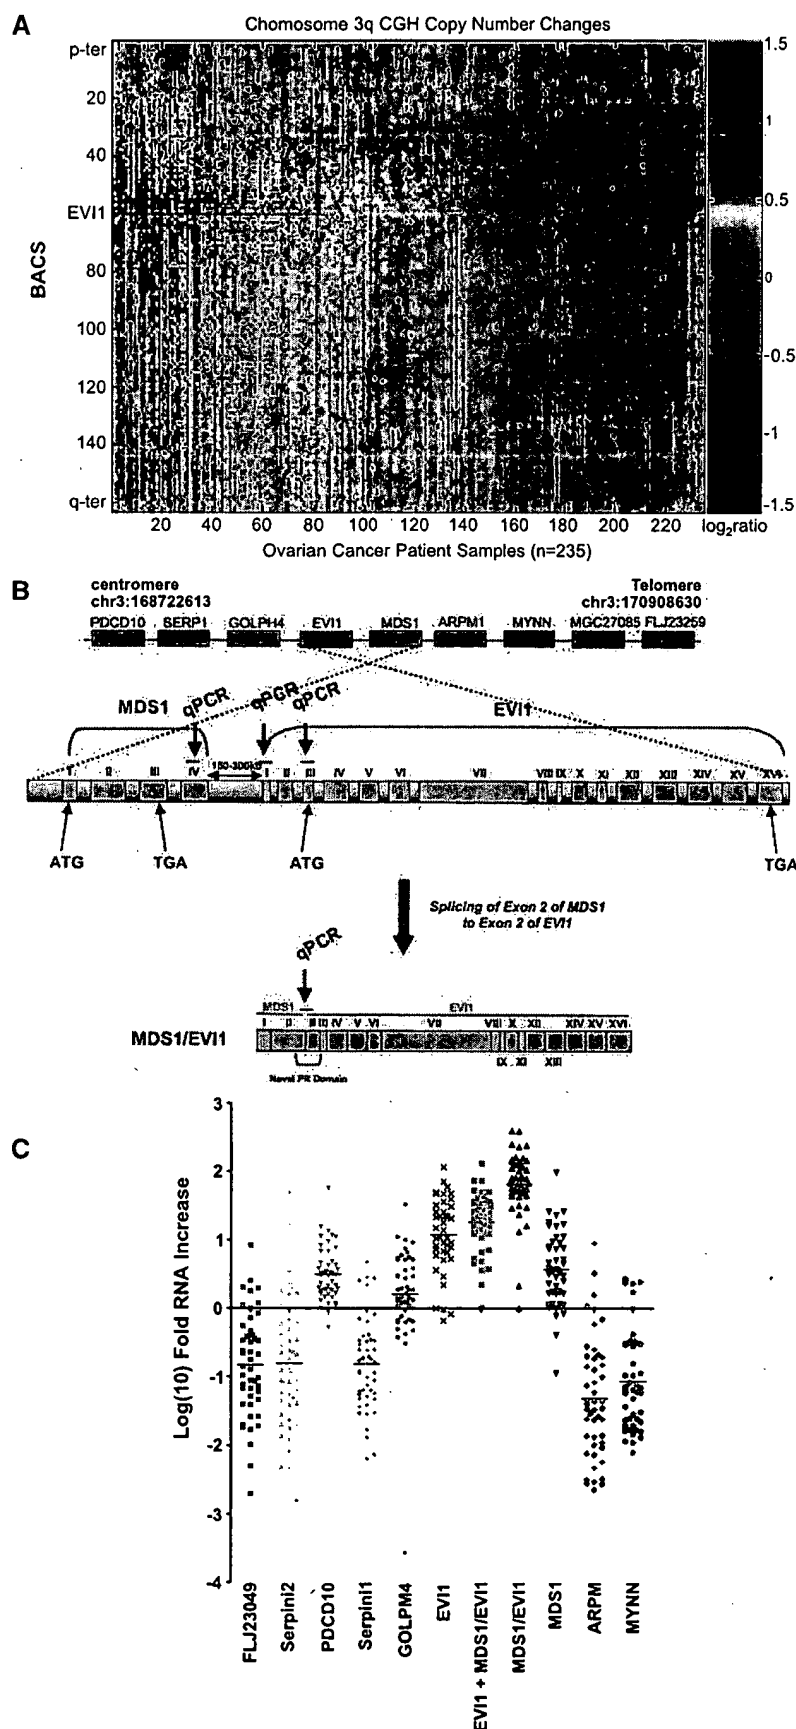 A
Chomosome 3q CGH Copy Number Changes
p-ter
20
40
EVI1
80
100
120
140
q-ter
BACS
1.5
1
0.5
0
-0.5
-1
-1.5
20 40 60 80 100 120 140 160 180 200 220 log2ratio
Ovarian Cancer Patient Samples (n=235)
B
centromere
chr3:168722613
Telomere
chr3:170908630
PDCD10 SERP1 GOLPH4 EVI1 MDS1 ARPM1 MYNN MGC27085 FLJ23259
MDS1 qPCR qPCR qPCR EVI1
150-300kb
I II III IV I II III IV V VI VII VIII IX X XI XII XIII XIV XV XVI
ATG TGA ATG TGA
Splicing of Exon 2 of MDS1
to Exon 2 of EVI1
qPCR
MDS1 EVI1
I II II III IV V VI VII VIII X XII XIV XV XVI
MDS1/EVI1
IX XI XIII
Novel PR Domain
C
3
2
1
0
-1
-2
-3
-4
Log(10) Fold RNA Increase
FLJ23049
Serpini2
PDCD10
Serpini1
GOLPM4
EVI1
EVI1 + MDS1/EVI1
MDS1/EVI1
MDS1
ARPM
MYNN